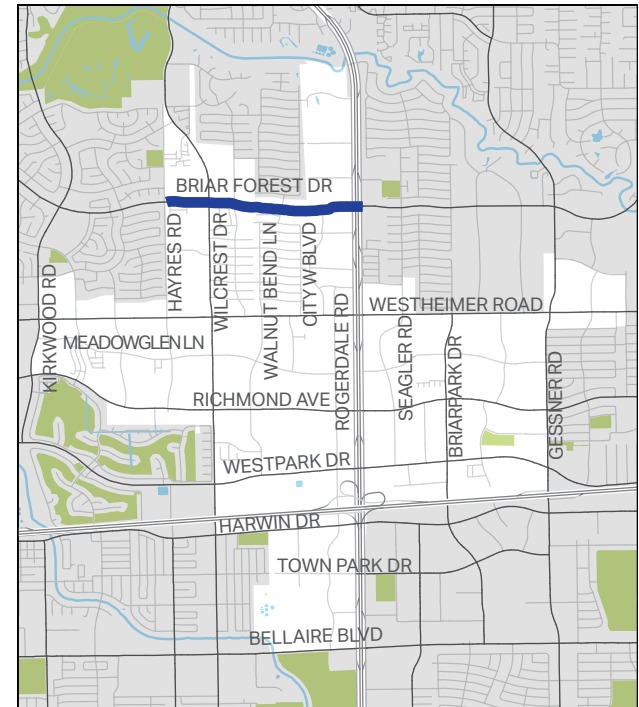 BRIAR FOREST DR
HAYRES RD
WILCREST DR
WALNUT BEND LN
CITY W BLVD
KIRKWOOD RD
WESTHEIMER ROAD
ROGERDALE RD
MEADOWGLEN LN
SEAGLER RD
BRIARPARK DR
GESSNER RD
RICHMOND AVE
WESTPARK DR
HARWIN DR
TOWN PARK DR
BELLAIRE BLVD